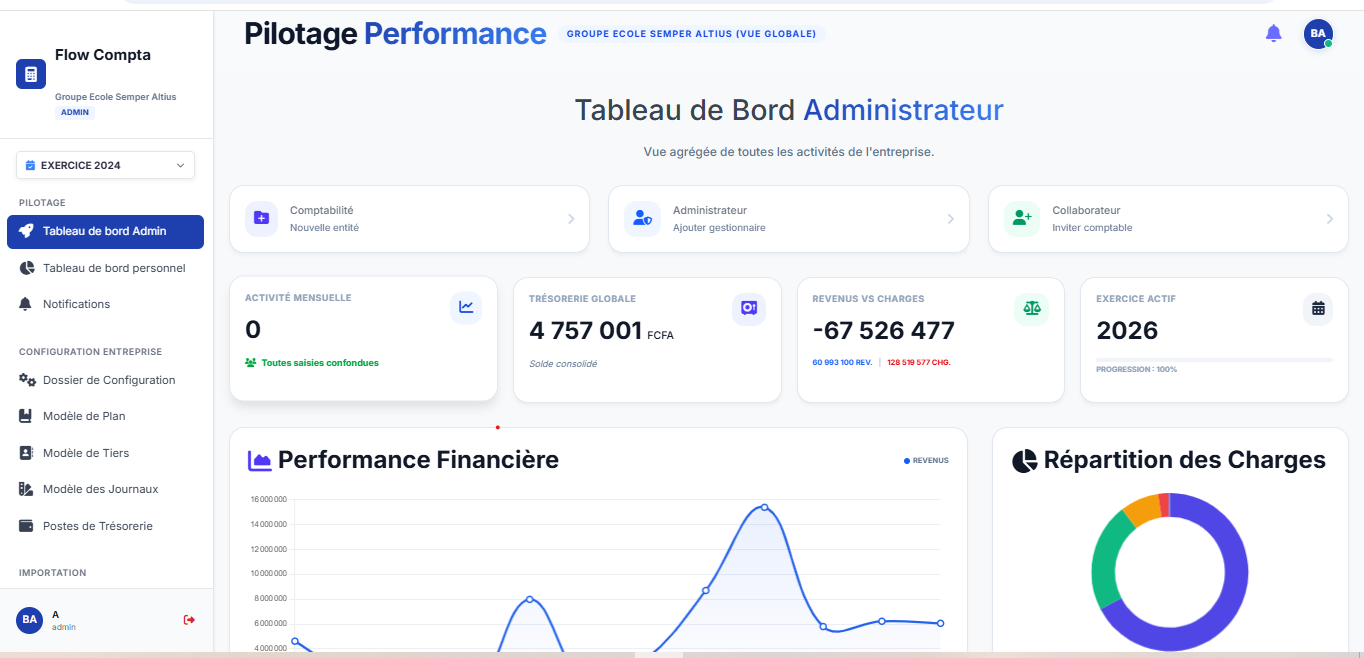 Flow Compta
Groupe Ecole Semper Altius
ADMIN
EXERCICE 2024
PILOTAGE
Tableau de bord Admin
Tableau de bord personnel
Notifications
CONFIGURATION ENTREPRISE
Dossier de Configuration
Modèle de Plan
Modèle de Tiers
Modèle des Journaux
Postes de Trésorerie
IMPORTATION
BA
A
admin
Pilotage Performance
GROUPE ECOLE SEMPER ALTIUS (VUE GLOBALE)
BA
Tableau de Bord Administrateur
Vue agrégée de toutes les activités de l'entreprise.
Comptabilité
Nouvelle entité
Administrateur
Ajouter gestionnaire
Collaborateur
Inviter comptable
ACTIVITÉ MENSUELLE
0
Toutes saisies confondues
TRÉSORERIE GLOBALE
4 757 001 FCFA
Solde consolidé
REVENUS VS CHARGES
-67 526 477
60 993 100 REV. | 128 519 577 CHG.
EXERCICE ACTIF
2026
PROGRESSION : 100%
Performance Financière
REVENUS
16 000 000
14 000 000
12 000 000
10 000 000
8 000 000
6 000 000
4 000 000
Répartition des Charges